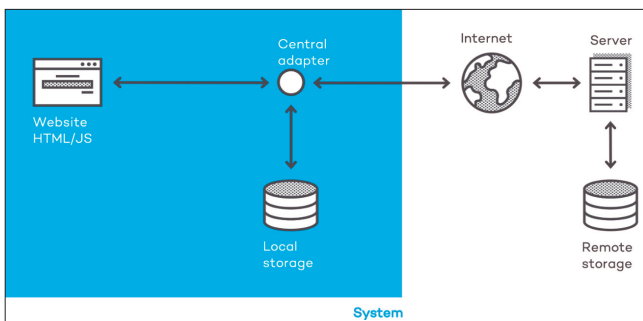 Website
HTML/JS
Central
adapter
Local
storage
Internet
Server
Remote
storage
System